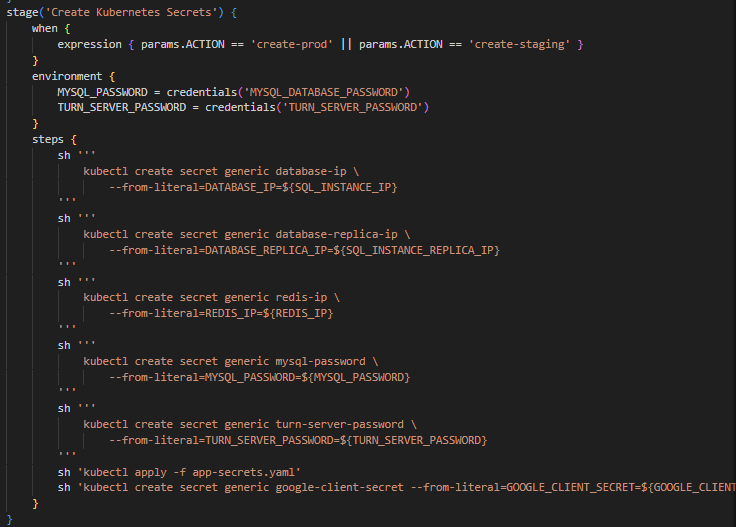 stage('Create Kubernetes Secrets') {
    when {
        expression { params.ACTION == 'create-prod' || params.ACTION == 'create-staging' }
    }
    environment {
        MYSQL_PASSWORD = credentials('MYSQL_DATABASE_PASSWORD')
        TURN_SERVER_PASSWORD = credentials('TURN_SERVER_PASSWORD')
    }
    steps {
        sh '''
            kubectl create secret generic database-ip \
                --from-literal=DATABASE_IP=${SQL_INSTANCE_IP}
        '''
        sh '''
            kubectl create secret generic database-replica-ip \
                --from-literal=DATABASE_REPLICA_IP=${SQL_INSTANCE_REPLICA_IP}
        '''
        sh '''
            kubectl create secret generic redis-ip \
                --from-literal=REDIS_IP=${REDIS_IP}
        '''
        sh '''
            kubectl create secret generic mysql-password \
                --from-literal=MYSQL_PASSWORD=${MYSQL_PASSWORD}
        '''
        sh '''
            kubectl create secret generic turn-server-password \
                --from-literal=TURN_SERVER_PASSWORD=${TURN_SERVER_PASSWORD}
        '''
        sh 'kubectl apply -f app-secrets.yaml'
        sh 'kubectl create secret generic google-client-secret --from-literal=GOOGLE_CLIENT_SECRET=${GOOGLE_CLIENT
    }
}